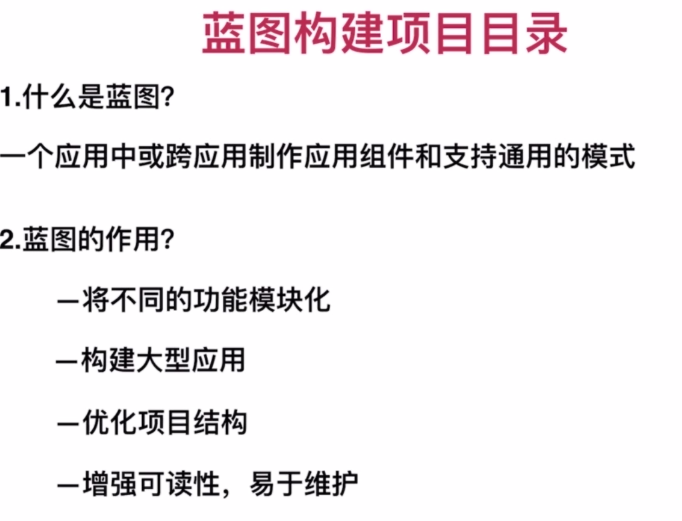 蓝图构建项目目录
1.什么是蓝图？
一个应用中或跨应用制作应用组件和支持通用的模式
2.蓝图的作用？
—将不同的功能模块化
—构建大型应用
—优化项目结构
—增强可读性，易于维护